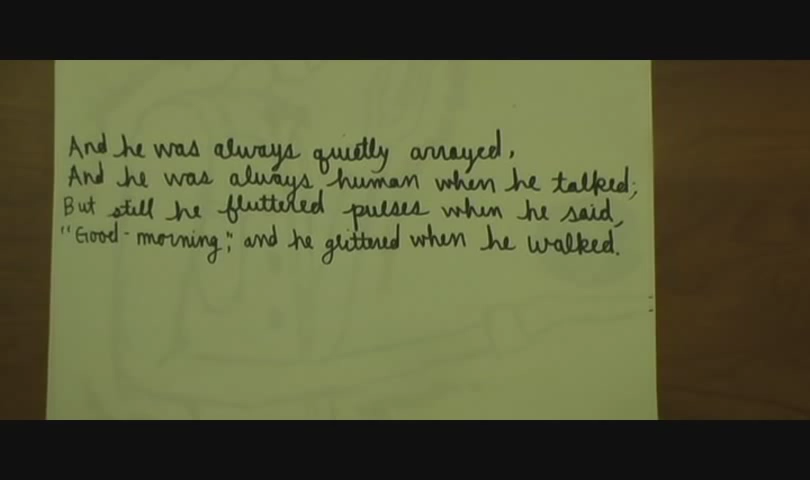 And he was always quietly arrayed,
And he was always human when he talked;
But still he fluttered pulses when he said,
"Good-morning," and he glittered when he walked.